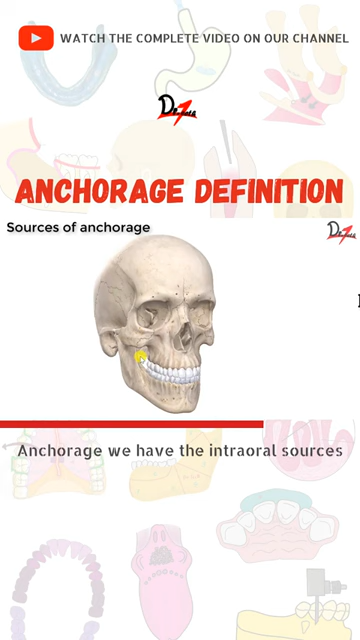 WATCH THE COMPLETE VIDEO ON OUR CHANNEL
ANCHORAGE DEFINITION
Sources of anchorage
Anchorage we have the intraoral sources